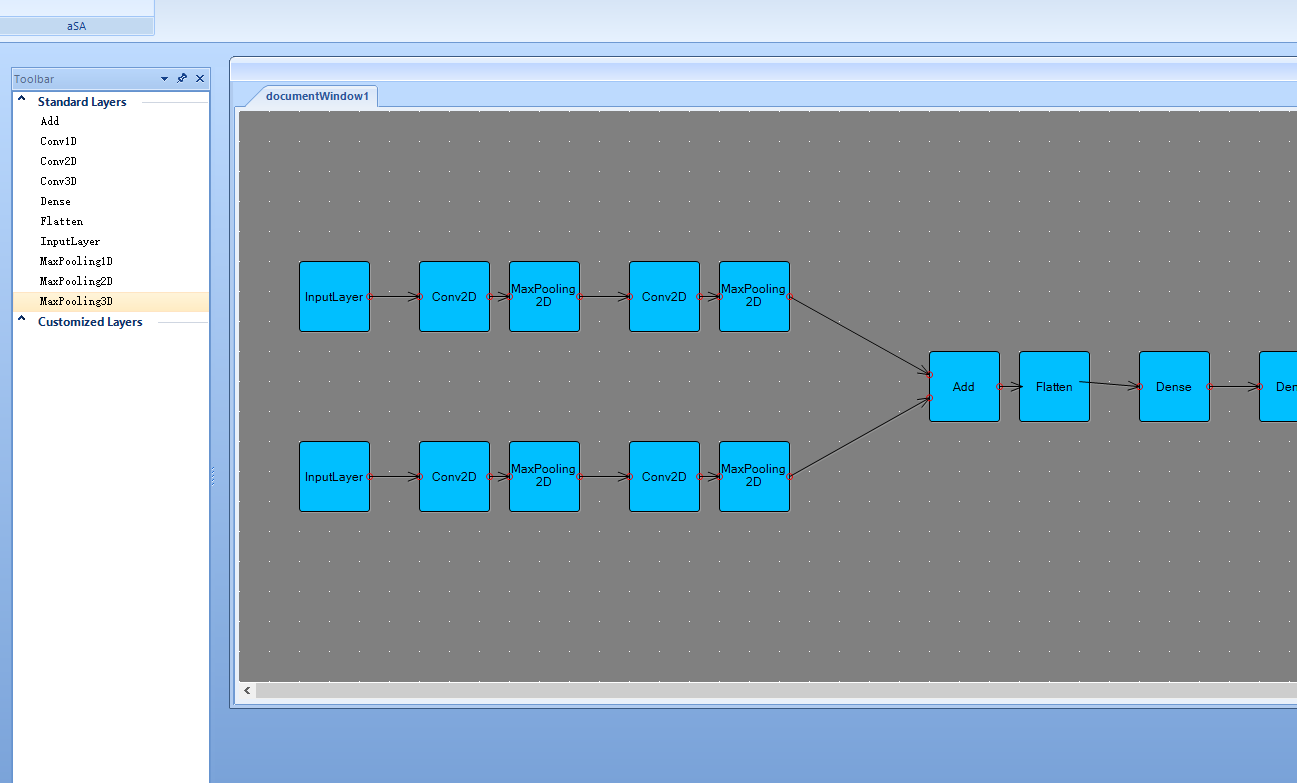 aSA
Toolbar
Standard Layers
Add
Conv1D
Conv2D
Conv3D
Dense
Flatten
InputLayer
MaxPooling1D
MaxPooling2D
MaxPooling3D
Customized Layers
documentWindow1
InputLayer
Conv2D
MaxPooling
2D
Conv2D
MaxPooling
2D
Add
Flatten
Dense
Den
InputLayer
Conv2D
MaxPooling
2D
Conv2D
MaxPooling
2D